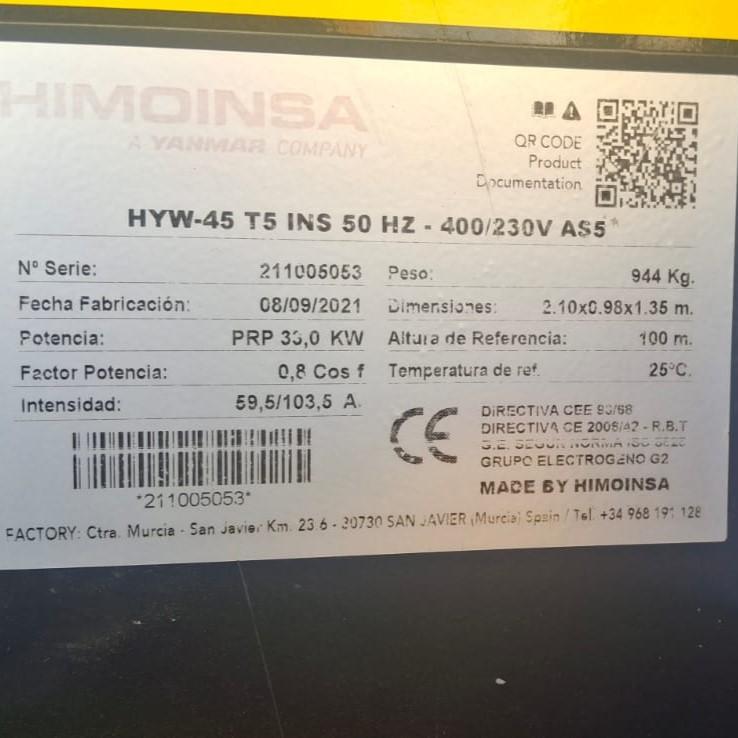 HIMOINSA
A YANMAR COMPANY
QR CODE
Product
Documentation
HYW-45 T5 INS 50 HZ - 400/230V AS5*
Nº Serie: 211005053
Peso: 944 Kg.
Fecha Fabricación: 08/09/2021
Dimensiones: 2.10x0.98x1.35 m.
Potencia: PRP 33,0 KW
Altura de Referencia: 100 m.
Factor Potencia: 0,8 Cos f
Temperatura de ref. 25°C.
Intensidad: 59,5/103,5 A.
DIRECTIVA CEE 93/68
DIRECTIVA CE 2006/42 - R.B.T
G.E. SEGUN NORMA ISO
GRUPO ELECTROGENO G2
MADE BY HIMOINSA
*211005053*
FACTORY: Ctra. Murcia - San Javier Km. 23.6 - 30730 SAN JAVIER (Murcia) Spain / Tel. +34 968 191 128
CE